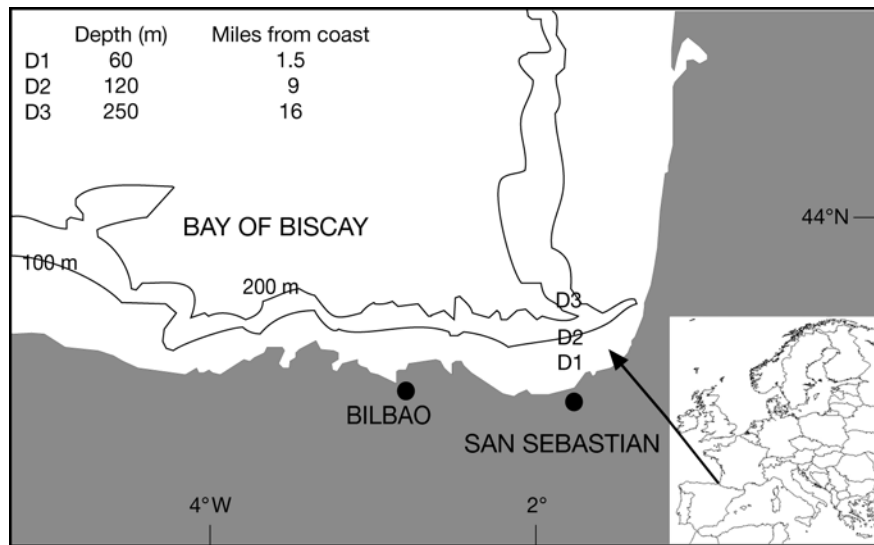 Depth (m) Miles from coast
D1 60 1.5
D2 120 9
D3 250 16
BAY OF BISCAY
44°N
100 m
200 m
D3
D2
D1
BILBAO
SAN SEBASTIAN
4°W 2°